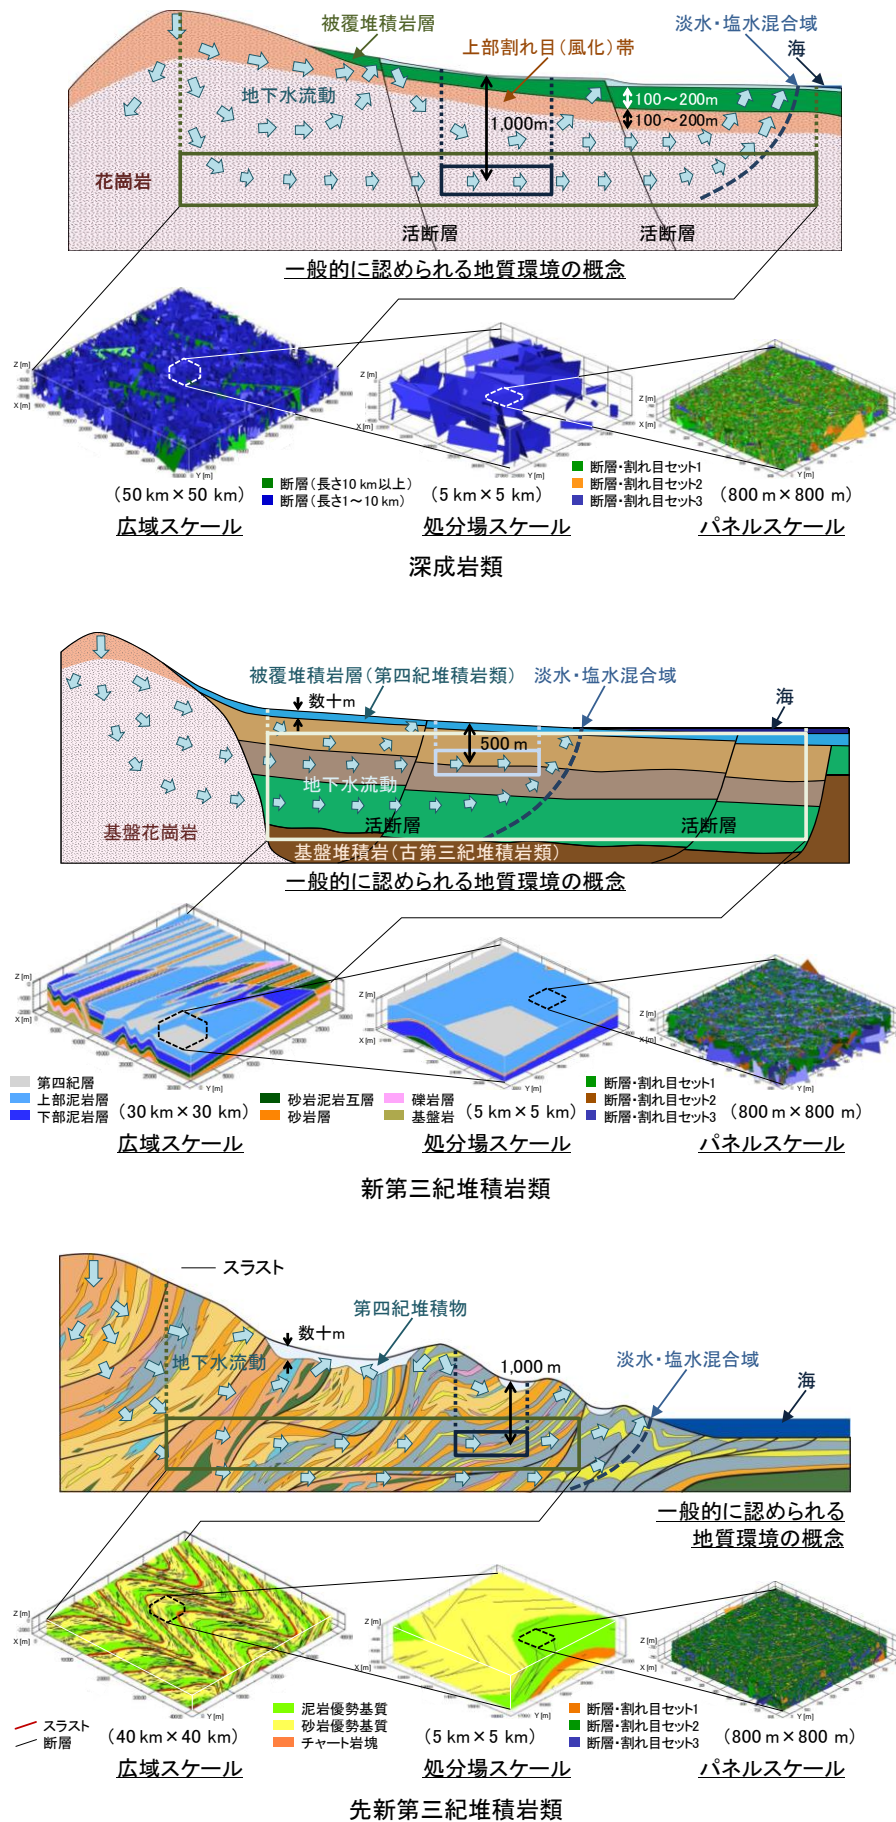 被覆堆積岩層
淡水・塩水混合域
上部割れ目(風化)帯
海
地下水流動
100～200m
100～200m
1,000m
花崗岩
活断層
活断層
一般的に認められる地質環境の概念
Z [m]
X [m]
Y [m]
Z [m]
X [m]
Y [m]
Z [m]
X [m]
Y [m]
(50 km×50 km)
断層(長さ10 km以上)
断層(長さ1～10 km)
(5 km×5 km)
断層・割れ目セット1
断層・割れ目セット2
断層・割れ目セット3
(800 m×800 m)
広域スケール
処分場スケール
パネルスケール
深成岩類
被覆堆積岩層(第四紀堆積岩類)
淡水・塩水混合域
数十m
海
500 m
地下水流動
基盤花崗岩
活断層
活断層
基盤堆積岩(古第三紀堆積岩類)
一般的に認められる地質環境の概念
Z [m]
X [m]
Y [m]
Z [m]
X [m]
Y [m]
Z [m]
X [m]
Y [m]
第四紀層
上部泥岩層
下部泥岩層
(30 km×30 km)
砂岩泥岩互層
砂岩層
礫岩層
基盤岩
(5 km×5 km)
断層・割れ目セット1
断層・割れ目セット2
断層・割れ目セット3
(800 m×800 m)
広域スケール
処分場スケール
パネルスケール
新第三紀堆積岩類
スラスト
第四紀堆積物
数十m
地下水流動
1,000 m
淡水・塩水混合域
海
一般的に認められる
地質環境の概念
Z [m]
X [m]
Y [m]
Z [m]
X [m]
Y [m]
Z [m]
X [m]
Y [m]
スラスト
断層
(40 km×40 km)
泥岩優勢基質
砂岩優勢基質
チャート岩塊
(5 km×5 km)
断層・割れ目セット1
断層・割れ目セット2
断層・割れ目セット3
(800 m×800 m)
広域スケール
処分場スケール
パネルスケール
先新第三紀堆積岩類